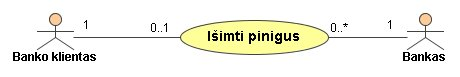 1 0..1 Išimti pinigus 0..* 1
Banko klientas Bankas